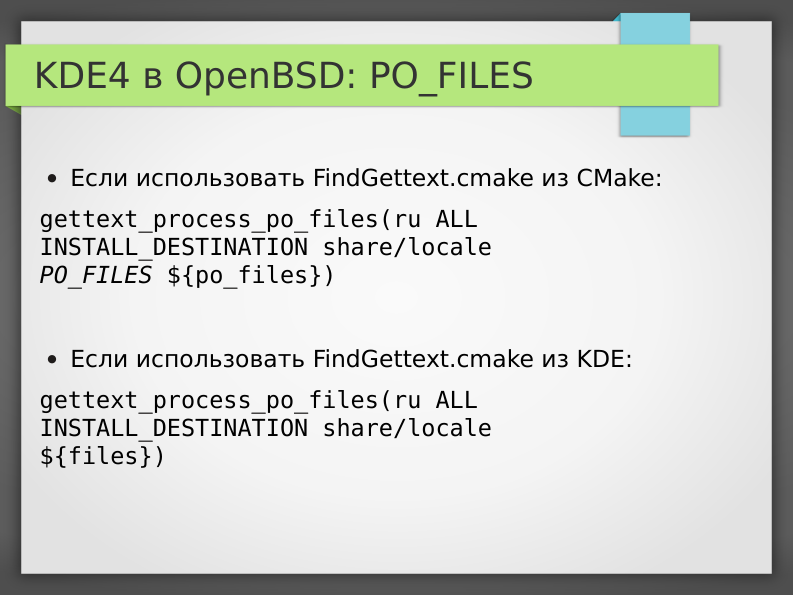 KDE4 в OpenBSD: PO_FILES
• Если использовать FindGettext.cmake из CMake:
gettext_process_po_files(ru ALL
INSTALL_DESTINATION share/locale
PO_FILES ${po_files})
• Если использовать FindGettext.cmake из KDE:
gettext_process_po_files(ru ALL
INSTALL_DESTINATION share/locale
${files})